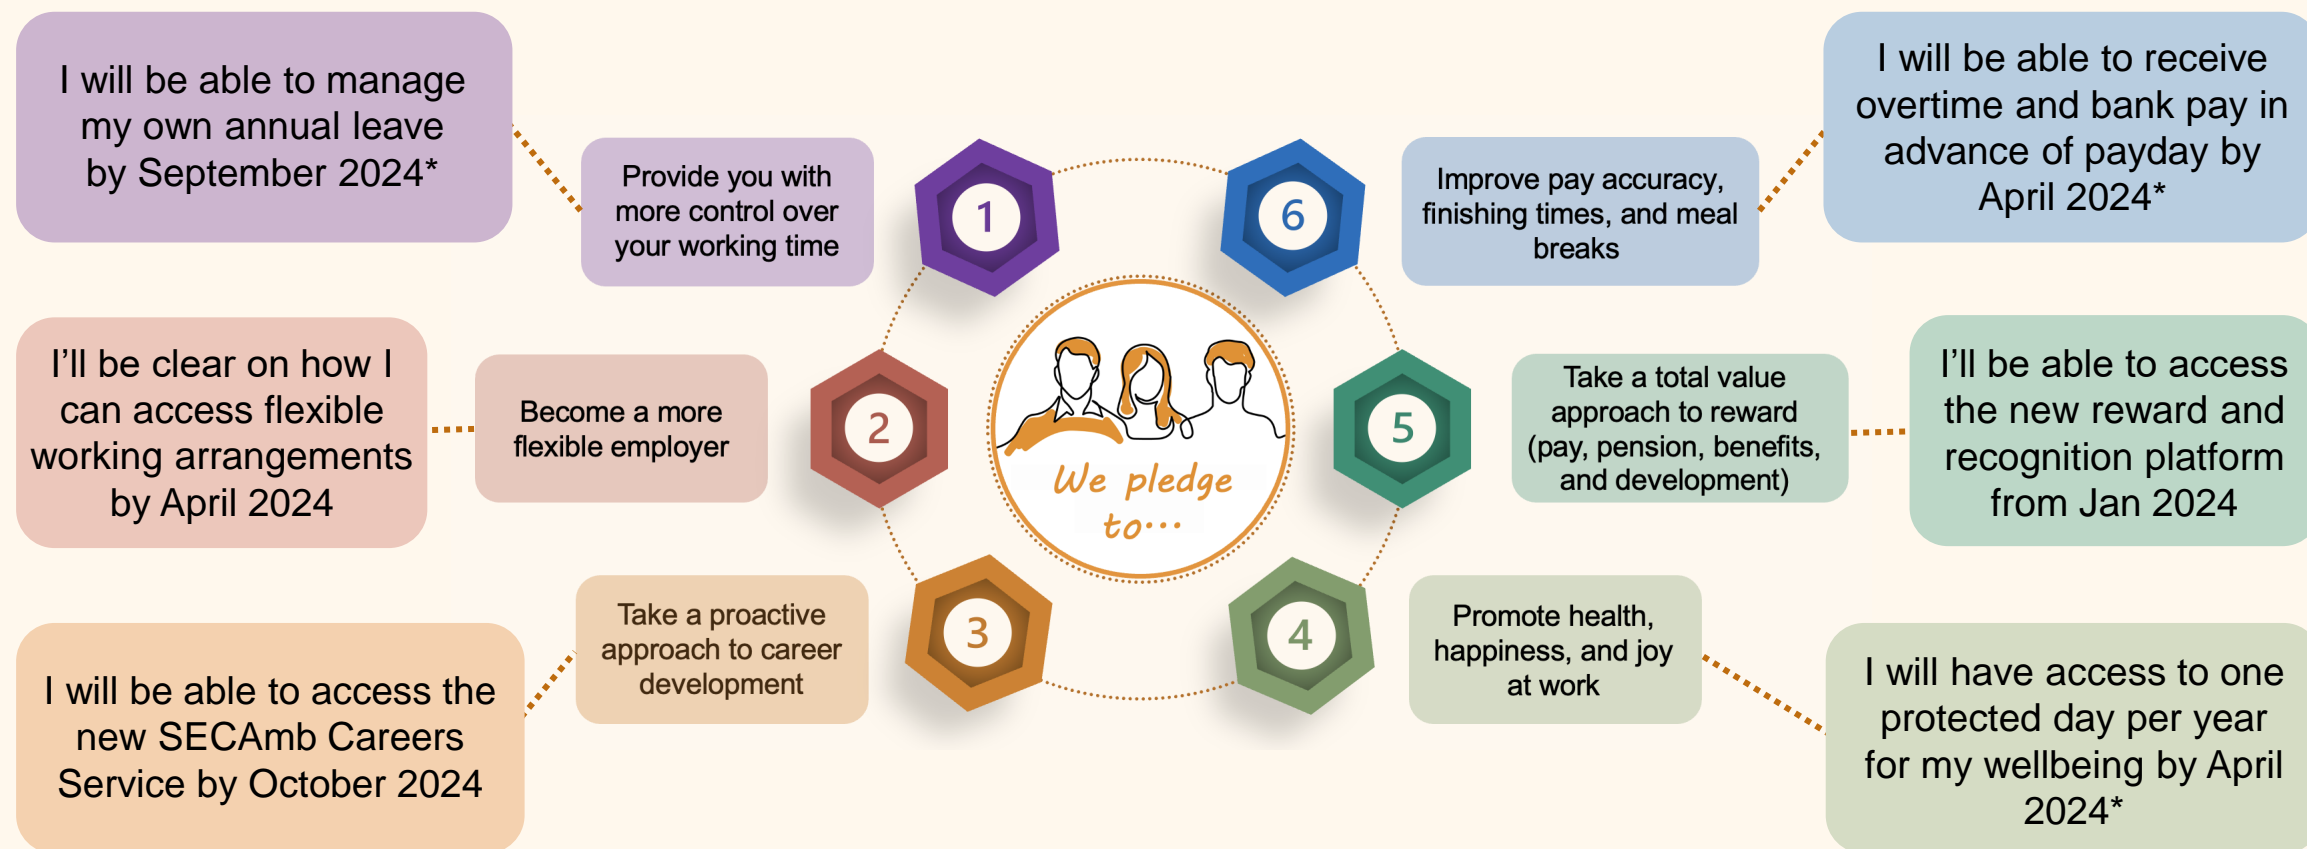 I will be able to manage
my own annual leave
by September 2024*
Provide you with
more control over
your working time
1
I'll be clear on how I
can access flexible
working arrangements
by April 2024
Become a more
flexible employer
2
I will be able to access the
new SECAmb Careers
Service by October 2024
Take a proactive
approach to career
development
3
We pledge
to...
6
Improve pay accuracy,
finishing times, and meal
breaks
I will be able to receive
overtime and bank pay in
advance of payday by
April 2024*
5
Take a total value
approach to reward
(pay, pension, benefits,
and development)
I'll be able to access
the new reward and
recognition platform
from Jan 2024
4
Promote health,
happiness, and joy
at work
I will have access to one
protected day per year
for my wellbeing by April
2024*